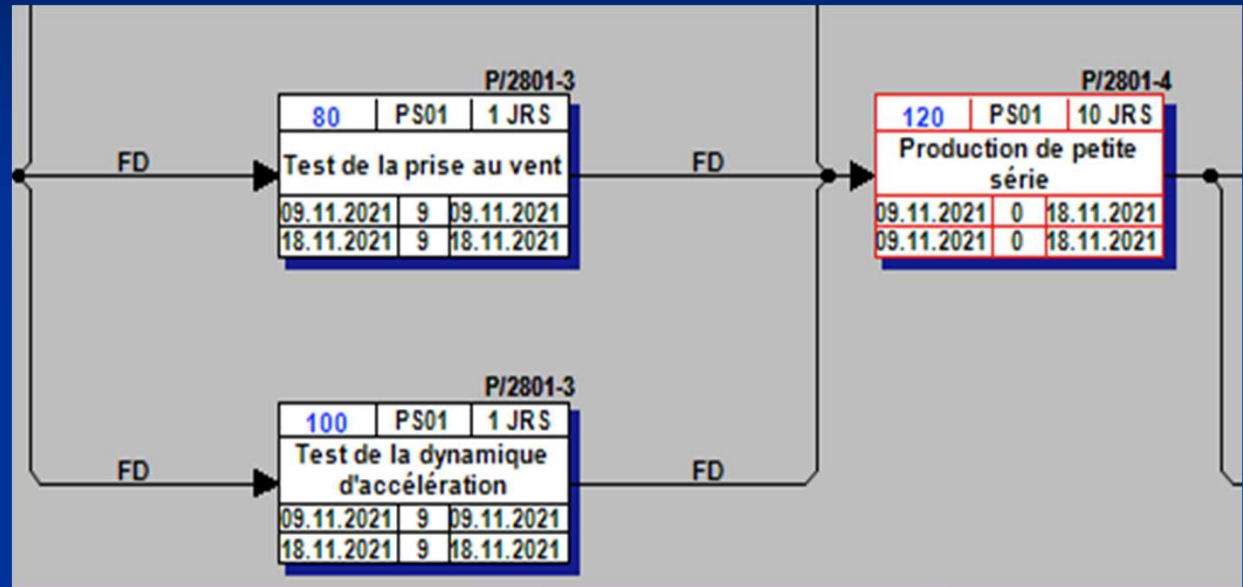 P/2801-3
80 PS01 1 JRS
Test de la prise au vent
09.11.2021 9 09.11.2021
18.11.2021 9 18.11.2021
FD
FD
P/2801-4
120 PS01 10 JRS
Production de petite
série
09.11.2021 0 18.11.2021
09.11.2021 0 18.11.2021
P/2801-3
100 PS01 1 JRS
Test de la dynamique
d'accélération
09.11.2021 9 09.11.2021
18.11.2021 9 18.11.2021
FD
FD